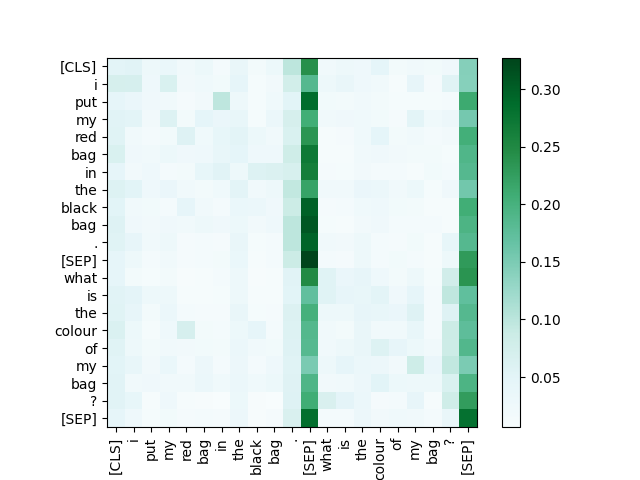 [CLS]
i
put
my
red
bag
in
the
black
bag
.
[SEP]
what
is
the
colour
of
my
bag
?
[SEP]
[CLS] i put my red bag in the black bag . [SEP] what is the colour of my bag ? [SEP]
0.30
0.25
0.20
0.15
0.10
0.05